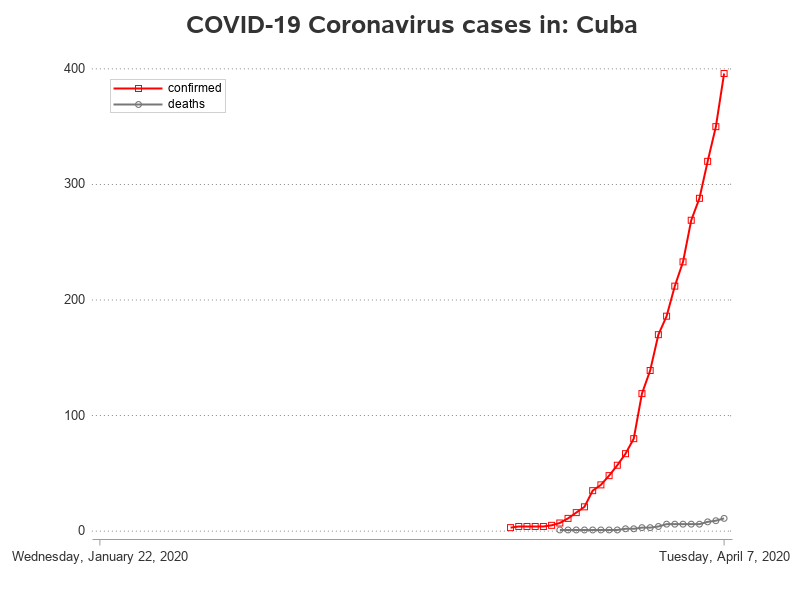 COVID-19 Coronavirus cases in: Cuba
400
confirmed
deaths
300
200
100
0
Wednesday, January 22, 2020 Tuesday, April 7, 2020